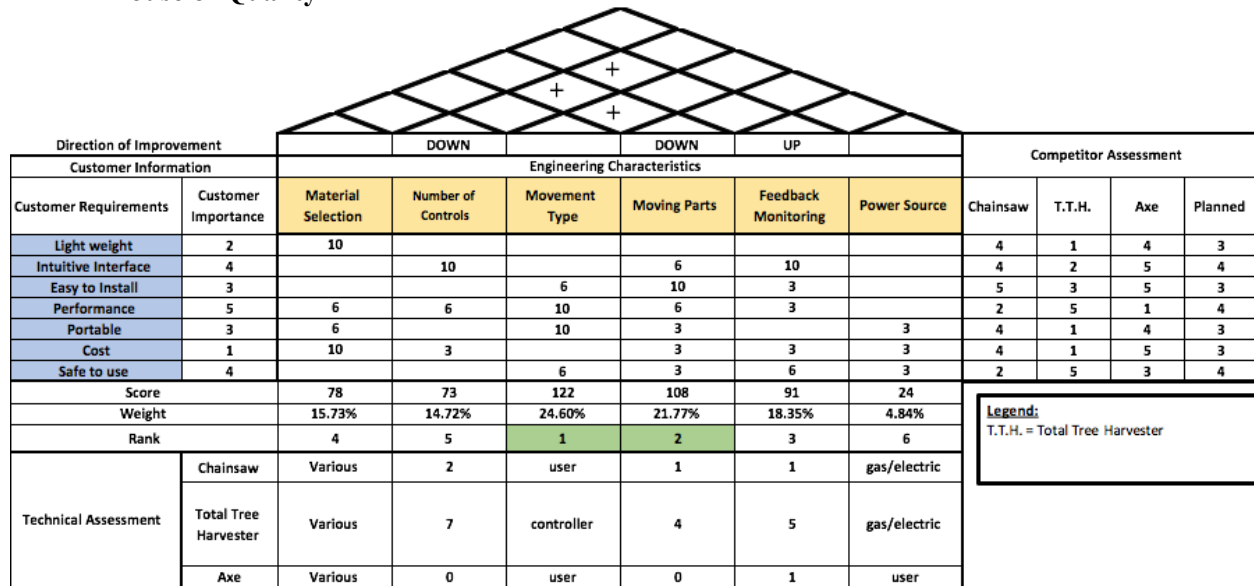 +
+
+
Direction of Improvement DOWN DOWN UP
Competitor Assessment
Customer Information Engineering Characteristics
Customer Requirements Customer Importance Material Selection Number of Controls Movement Type Moving Parts Feedback Monitoring Power Source Chainsaw T.T.H. Axe Planned
Light weight 2 10 4 1 4 3
Intuitive Interface 4 10 6 10 4 2 5 4
Easy to Install 3 6 10 3 5 3 5 3
Performance 5 6 6 10 6 3 2 5 1 4
Portable 3 6 10 3 3 4 1 4 3
Cost 1 10 3 3 3 3 4 1 5 3
Safe to use 4 6 3 6 3 2 5 3 4
Score 78 73 122 108 91 24
Weight 15.73% 14.72% 24.60% 21.77% 18.35% 4.84%
Rank 4 5 1 2 3 6
Legend:
T.T.H. = Total Tree Harvester
Technical Assessment
Chainsaw Various 2 user 1 1 gas/electric
Total Tree Harvester Various 7 controller 4 5 gas/electric
Axe Various 0 user 0 1 user